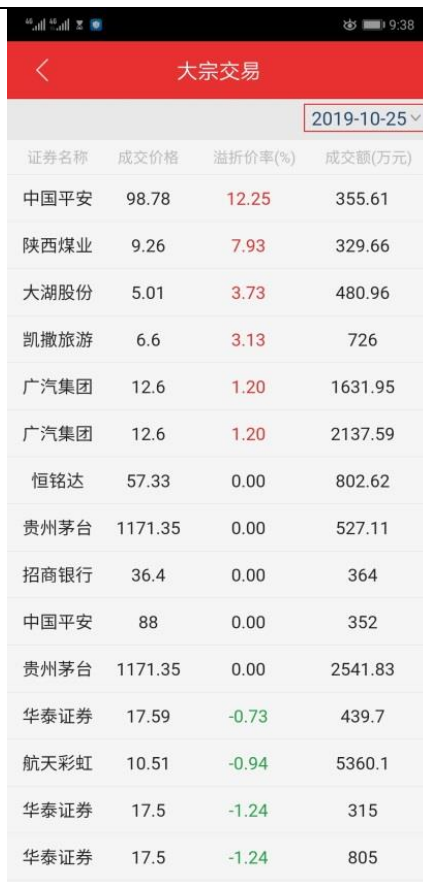 46 46 9:38
大宗交易
2019-10-25
证券名称 成交价格 溢折价率(%) 成交额(万元)
中国平安 98.78 12.25 355.61
陕西煤业 9.26 7.93 329.66
大湖股份 5.01 3.73 480.96
凯撒旅游 6.6 3.13 726
广汽集团 12.6 1.20 1631.95
广汽集团 12.6 1.20 2137.59
恒铭达 57.33 0.00 802.62
贵州茅台 1171.35 0.00 527.11
招商银行 36.4 0.00 364
中国平安 88 0.00 352
贵州茅台 1171.35 0.00 2541.83
华泰证券 17.59 -0.73 439.7
航天彩虹 10.51 -0.94 5360.1
华泰证券 17.5 -1.24 315
华泰证券 17.5 -1.24 805